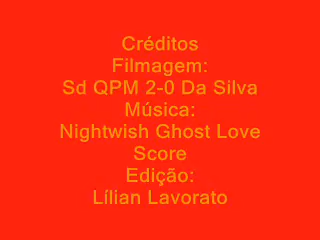 Créditos
Filmagem:
Sd QPM 2-0 Da Silva
Música:
Nightwish Ghost Love
Score
Edição:
Lílian Lavorato